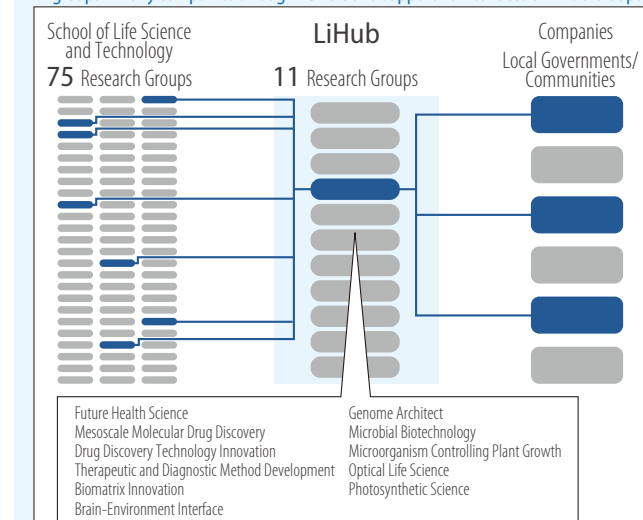 School of Life Science
and Technology
75 Research Groups
LiHub
11 Research Groups
Companies
Local Governments/
Communities
Future Health Science
Mesoscale Molecular Drug Discovery
Drug Discovery Technology Innovation
Therapeutic and Diagnostic Method Development
Biomatrix Innovation
Brain-Environment Interface
Genome Architect
Microbial Biotechnology
Microorganism Controlling Plant Growth
Optical Life Science
Photosynthetic Science